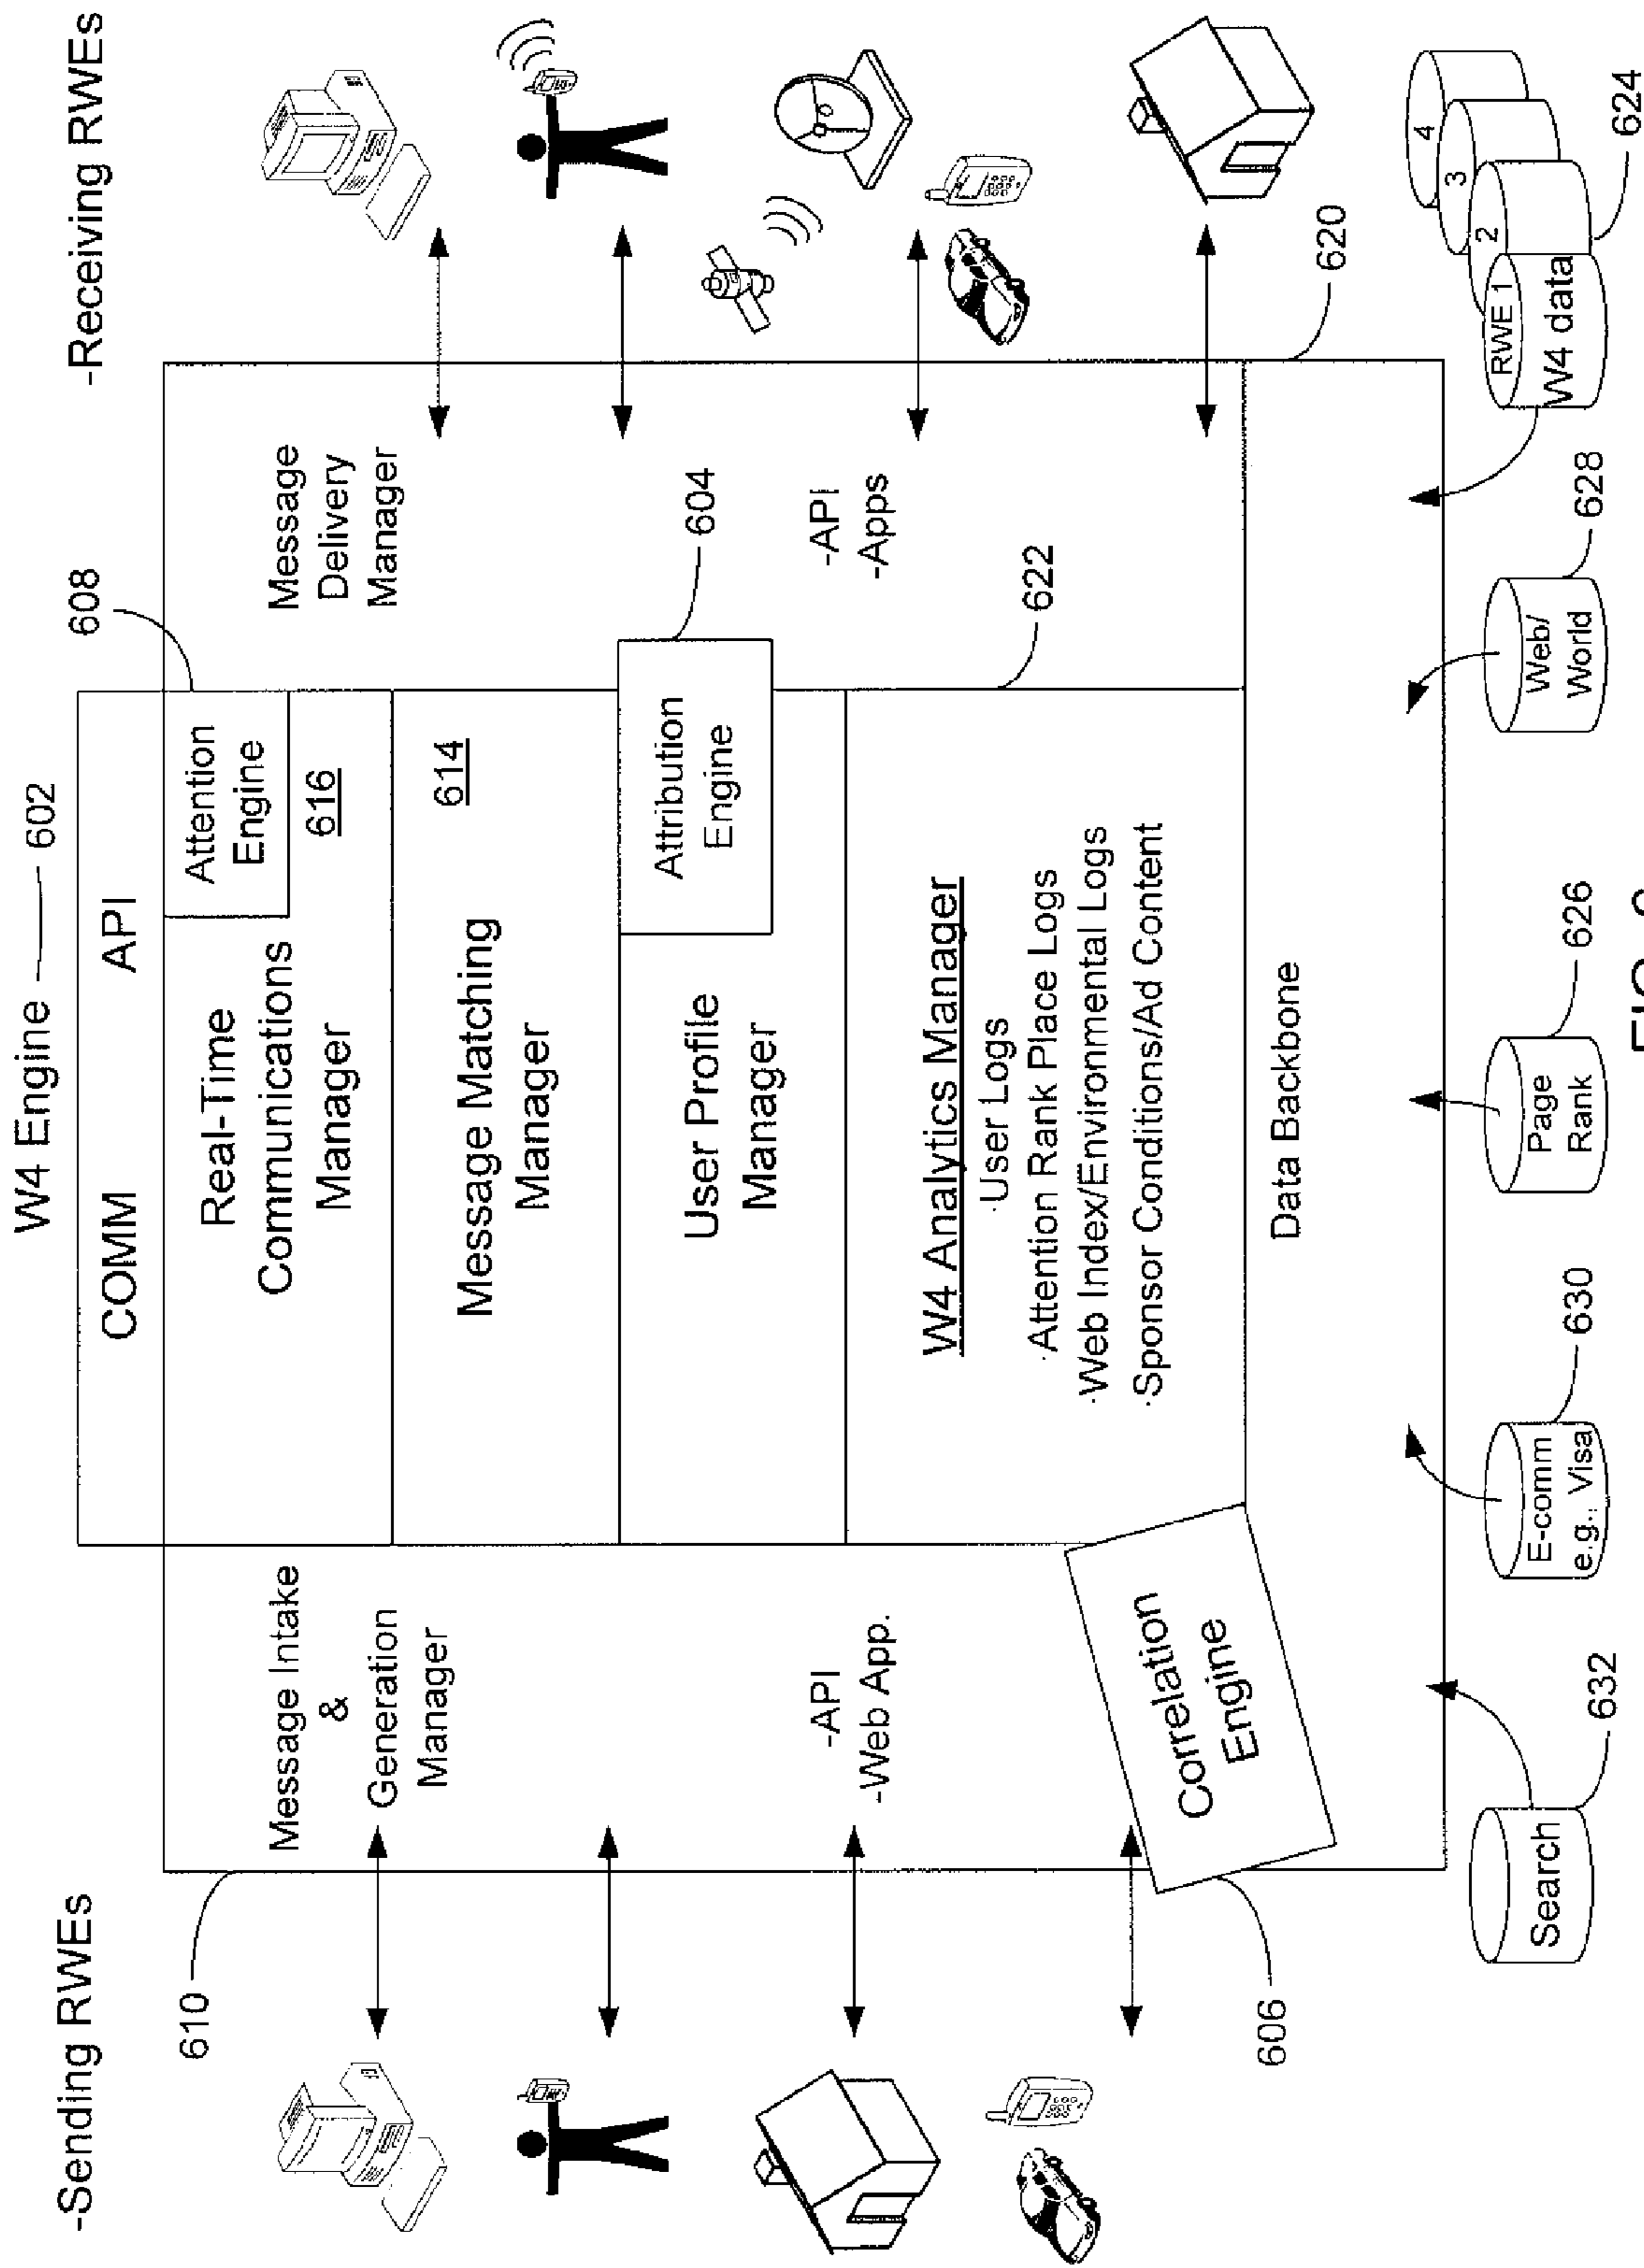 W4 Engine 602
-Sending RWEs
-Receiving RWEs
COMM API
608
610
Message Intake
&
Generation
Manager
-API
-Web App.
Real-Time
Communications
Manager
Attention
Engine
616
Message Matching
Manager
614
User Profile
Manager
Attribution
Engine
604
W4 Analytics Manager
·User Logs
·Attention Rank Place Logs
·Web Index/Environmental Logs
·Sponsor Conditions/Ad Content
622
Message
Delivery
Manager
-API
-Apps
Correlation
Engine
606
Data Backbone
620
Search
632
E-comm
e.g., Visa
630
Page
Rank
626
Web/
World
628
RWE 1
2
3
4
W4 data
624